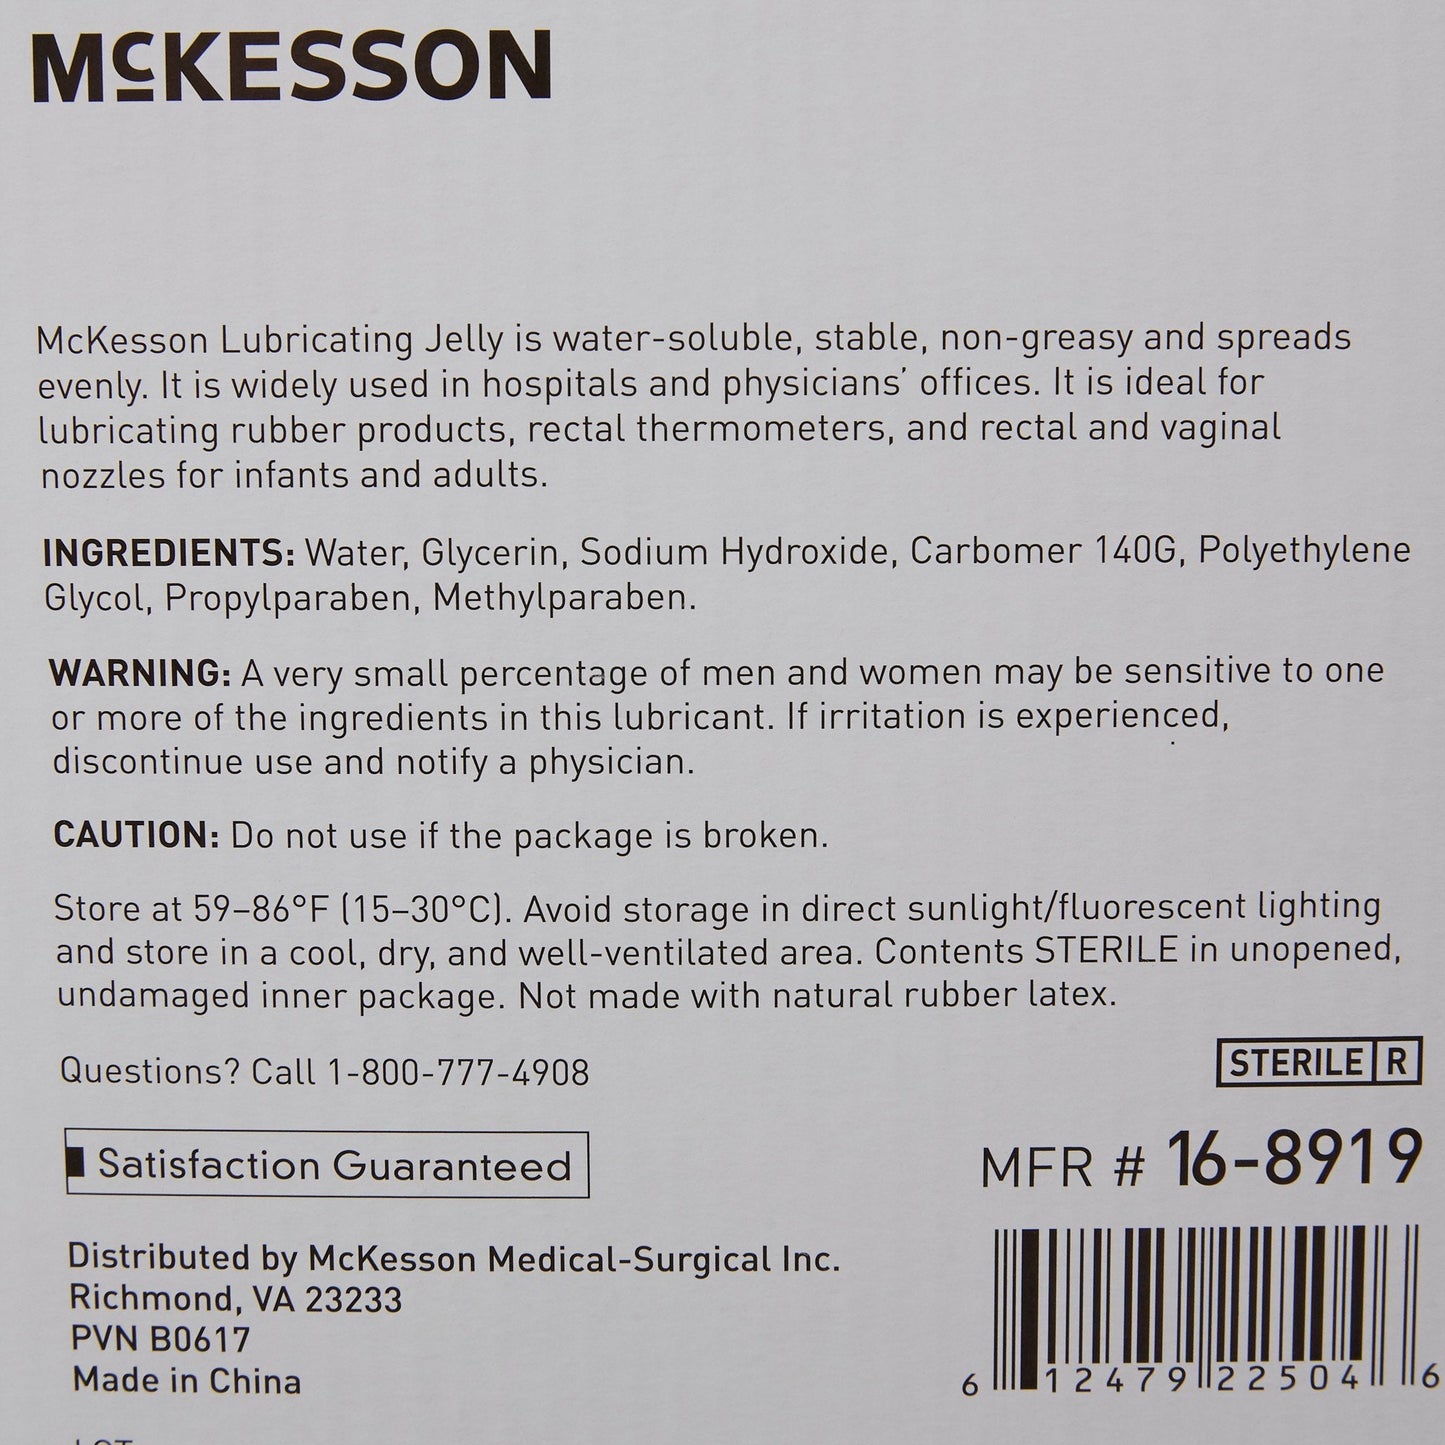 McKESSON
McKesson Lubricating Jelly is water-soluble, stable, non-greasy and spreads
evenly. It is widely used in hospitals and physicians’ offices. It is ideal for
lubricating rubber products, rectal thermometers, and rectal and vaginal
nozzles for infants and adults.
INGREDIENTS: Water, Glycerin, Sodium Hydroxide, Carbomer 140G, Polyethylene
Glycol, Propylparaben, Methylparaben.
WARNING: A very small percentage of men and women may be sensitive to one
or more of the ingredients in this lubricant. If irritation is experienced,
discontinue use and notify a physician.
CAUTION: Do not use if the package is broken.
Store at 59–86°F (15–30°C). Avoid storage in direct sunlight/fluorescent lighting
and store in a cool, dry, and well-ventilated area. Contents STERILE in unopened,
undamaged inner package. Not made with natural rubber latex.
Questions? Call 1-800-777-4908
STERILE R
Satisfaction Guaranteed
MFR # 16-8919
Distributed by McKesson Medical-Surgical Inc.
Richmond, VA 23233
PVN B0617
Made in China
6 12479 22504 6